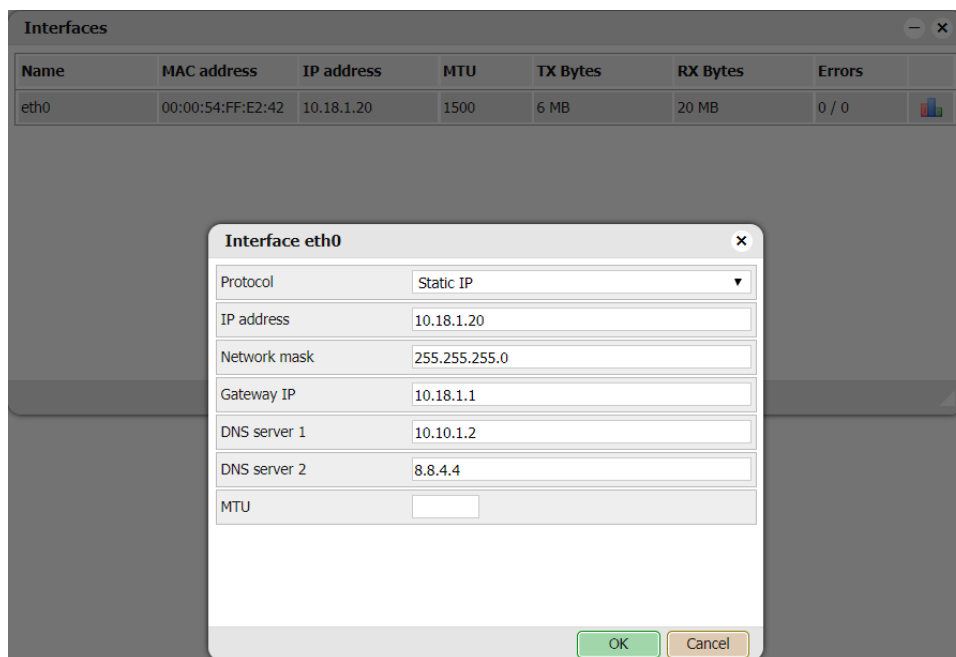 Interfaces
Name MAC address IP address MTU TX Bytes RX Bytes Errors
eth0 00:00:54:FF:E2:42 10.18.1.20 1500 6 MB 20 MB 0 / 0
Interface eth0
Protocol Static IP
IP address 10.18.1.20
Network mask 255.255.255.0
Gateway IP 10.18.1.1
DNS server 1 10.10.1.2
DNS server 2 8.8.4.4
MTU
OK Cancel